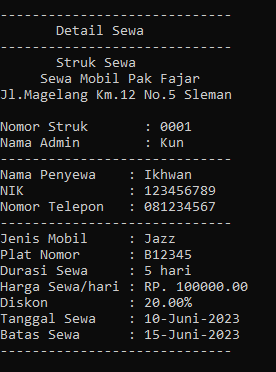 -----------------------------
Detail Sewa
-----------------------------
Struk Sewa
Sewa Mobil Pak Fajar
Jl.Magelang Km.12 No.5 Sleman

Nomor Struk       : 0001
Nama Admin        : Kun
-----------------------------
Nama Penyewa    : Ikhwan
NIK             : 123456789
Nomor Telepon   : 081234567
-----------------------------
Jenis Mobil     : Jazz
Plat Nomor      : B12345
Durasi Sewa     : 5 hari
Harga Sewa/hari : RP. 100000.00
Diskon          : 20.00%
Tanggal Sewa    : 10-Juni-2023
Batas Sewa      : 15-Juni-2023
-----------------------------